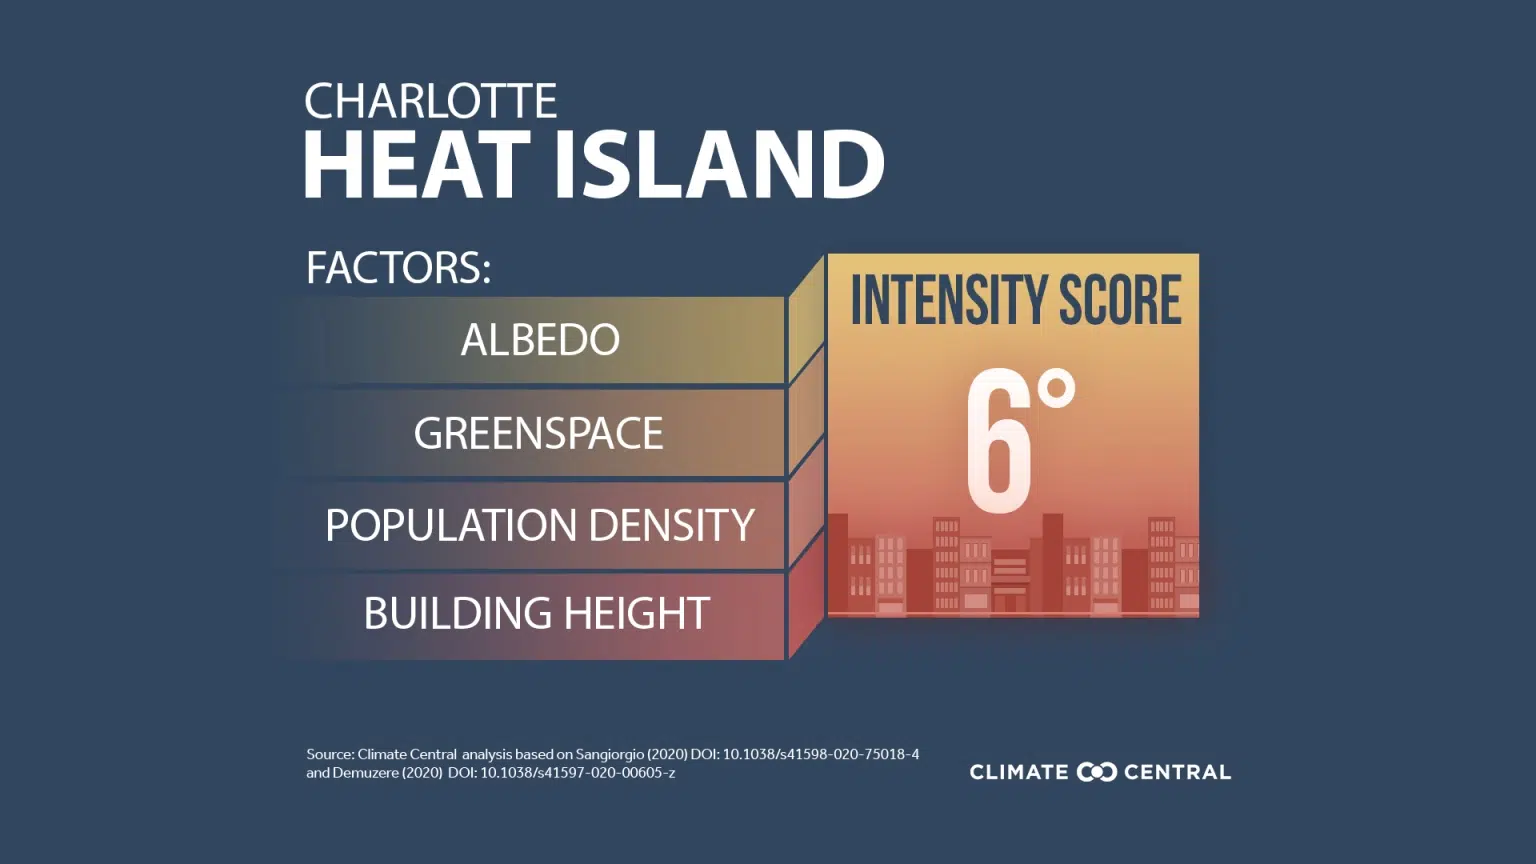 CHARLOTTE
HEAT ISLAND
FACTORS:
ALBEDO
GREENSPACE
POPULATION DENSITY
BUILDING HEIGHT
INTENSITY SCORE
6°
Source: Climate Central analysis based on Sangiorgio (2020) DOI: 10.1038/s41598-020-75018-4
and Demuzere (2020) DOI: 10.1038/s41597-020-00605-z
CLIMATE CENTRAL